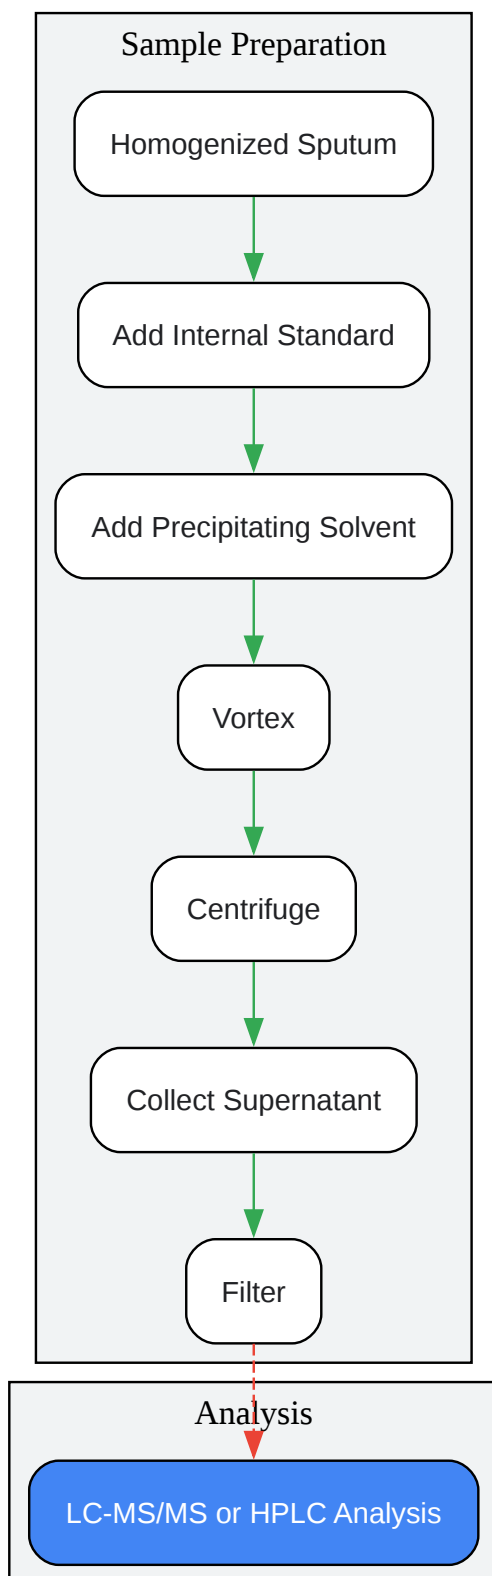 Sample Preparation
Homogenized Sputum
Add Internal Standard
Add Precipitating Solvent
Vortex
Centrifuge
Collect Supernatant
Filter
Analysis
LC-MS/MS or HPLC Analysis